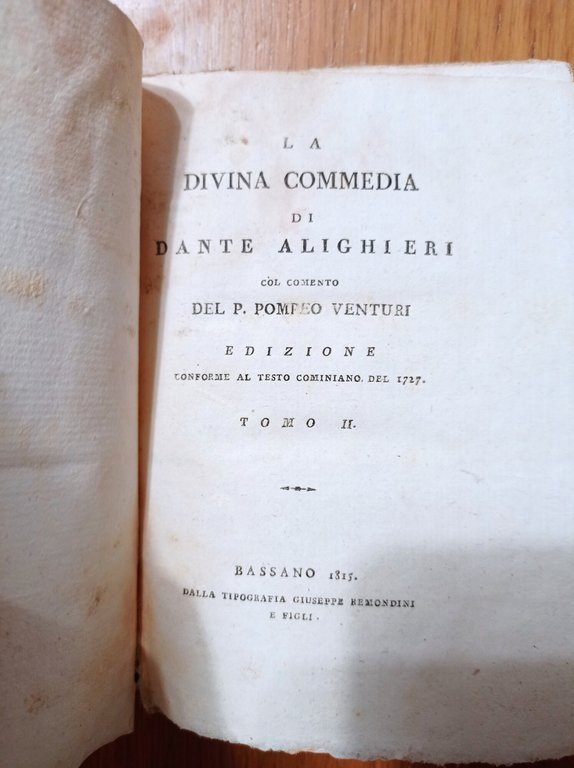 LA
DIVINA COMMEDIA
DI
DANTE ALIGHIERI
COL COMENTO
DEL P. POMPEO VENTURI
EDIZIONE
CONFORME AL TESTO COMINIANO DEL 1727.
TOMO II.
BASSANO 1815.
DALLA TIPOGRAFIA GIUSEPPE REMONDINI
E FIGLI.